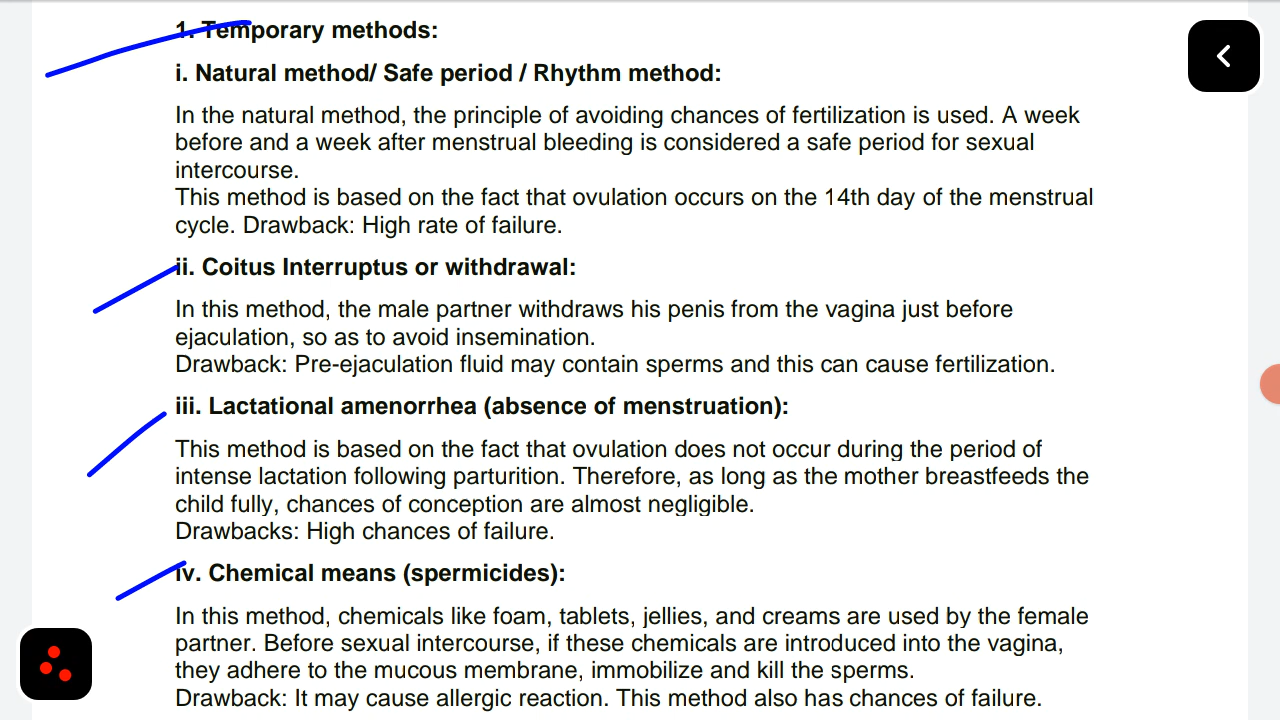 1. Temporary methods:
i. Natural method/ Safe period / Rhythm method:
In the natural method, the principle of avoiding chances of fertilization is used. A week
before and a week after menstrual bleeding is considered a safe period for sexual
intercourse.
This method is based on the fact that ovulation occurs on the 14th day of the menstrual
cycle. Drawback: High rate of failure.
ii. Coitus Interruptus or withdrawal:
In this method, the male partner withdraws his penis from the vagina just before
ejaculation, so as to avoid insemination.
Drawback: Pre-ejaculation fluid may contain sperms and this can cause fertilization.
iii. Lactational amenorrhea (absence of menstruation):
This method is based on the fact that ovulation does not occur during the period of
intense lactation following parturition. Therefore, as long as the mother breastfeeds the
child fully, chances of conception are almost negligible.
Drawbacks: High chances of failure.
iv. Chemical means (spermicides):
In this method, chemicals like foam, tablets, jellies, and creams are used by the female
partner. Before sexual intercourse, if these chemicals are introduced into the vagina,
they adhere to the mucous membrane, immobilize and kill the sperms.
Drawback: It may cause allergic reaction. This method also has chances of failure.